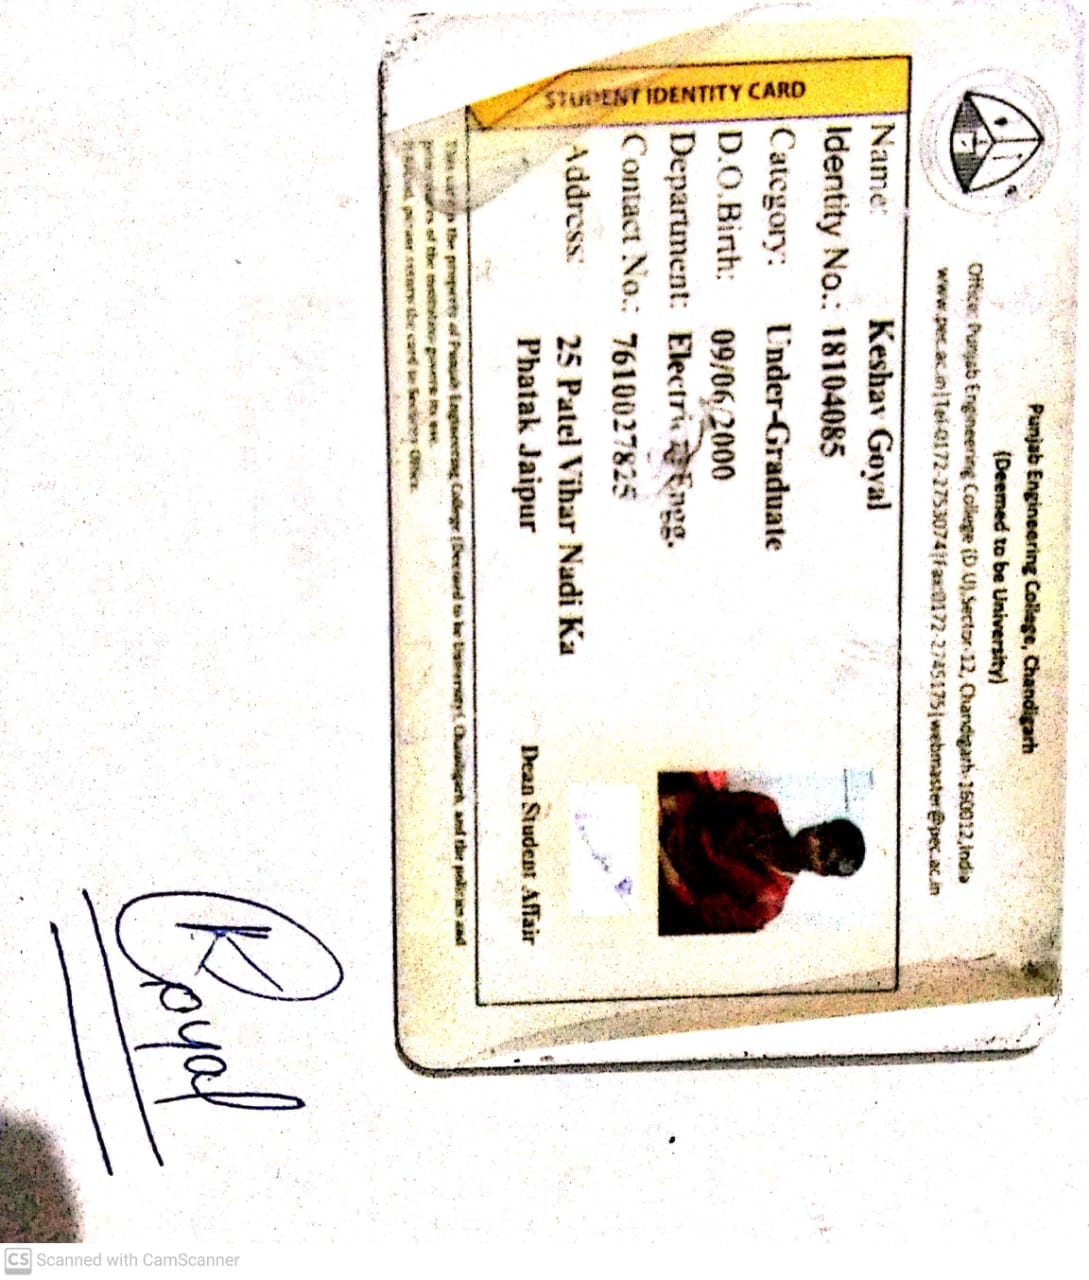 Punjab Engineering College, Chandigarh
(Deemed to be University)
Office: Punjab Engineering College (D.U), Sector-12, Chandigarh-160012, India
www.pec.ac.in|Tel-0172-2753074|Fax:0172-2745175|webmaster@pec.ac.in
STUDENT IDENTITY CARD
Name: Keshav Goyal
Identity No.: 18104085
Category: Under-Graduate
D.O.Birth: 09/06/2000
Department: Electrical Engg.
Contact No.: 7610027825
Address: 25 Patel Vihar Nadi Ka
Phatak Jaipur
Dean Student Affair
This card is the property of Punjab Engineering College (Deemed to be University), Chandigarh, and the policies and
of the institution govern its use.
If found, please return the card to Security Office.
KGoyal
CS Scanned with CamScanner